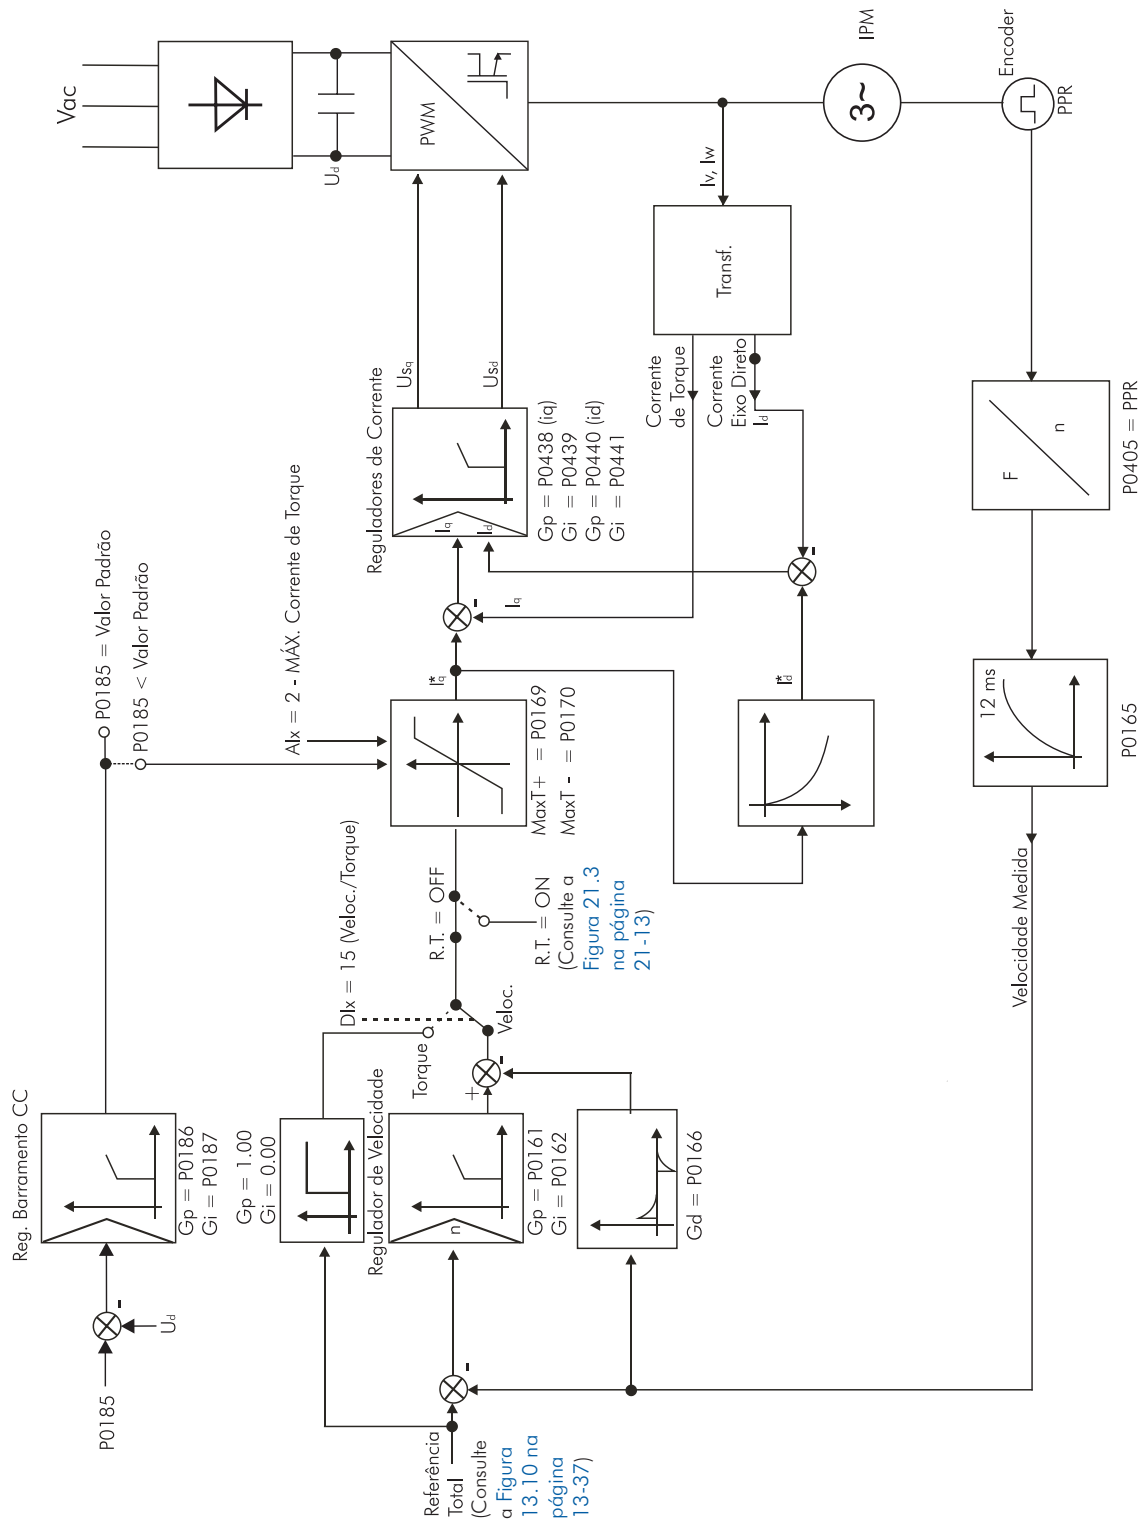 Vac
Ud
PWM
IPM
3~
Encoder
PPR
Iv, Iw
Transf.
Usq
Usd
Corrente
de Torque
Corrente
Eixo Direto
Id
Reguladores de Corrente
Iq
Id
Gp = P0438 (iq)
Gi = P0439
Gp = P0440 (id)
Gi = P0441
F
n
P0405 = PPR
P0185 = Valor Padrão
P0185 < Valor Padrão
AIx = 2 - MÁX. Corrente de Torque
-
Iq
-
I*q
I*d
MaxT+ = P0169
MaxT - = P0170
12 ms
P0165
Velocidade Medida
DIx = 15 (Veloc./Torque)
R.T. = OFF
R.T. = ON
(Consulte a
Figura 21.3
na página
21-13)
Torque
Veloc.
+
-
Reg. Barramento CC
Gp = P0186
Gi = P0187
Gp = 1.00
Gi = 0.00
Regulador de Velocidade
n
Gp = P0161
Gi = P0162
Gd = P0166
-
Ud
P0185
-
Referência
Total
(Consulte
a Figura
13.10 na
página
13-37)